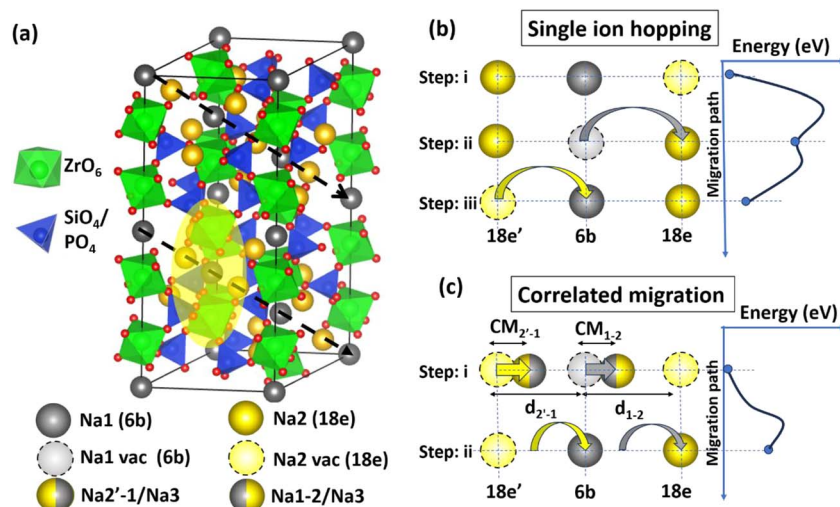 (a)
ZrO6
SiO4/
PO4
Na1 (6b)
Na2 (18e)
Na1 vac (6b)
Na2 vac (18e)
Na2’-1/Na3
Na1-2/Na3
(b)
Single ion hopping
Energy (eV)
Step: i
Step: ii
Step: iii
18e’
6b
18e
Migration path
(c)
Correlated migration
Energy (eV)
CM2’-1
CM1-2
Step: i
d2’-1
d1-2
Step: ii
18e’
6b
18e
Migration path